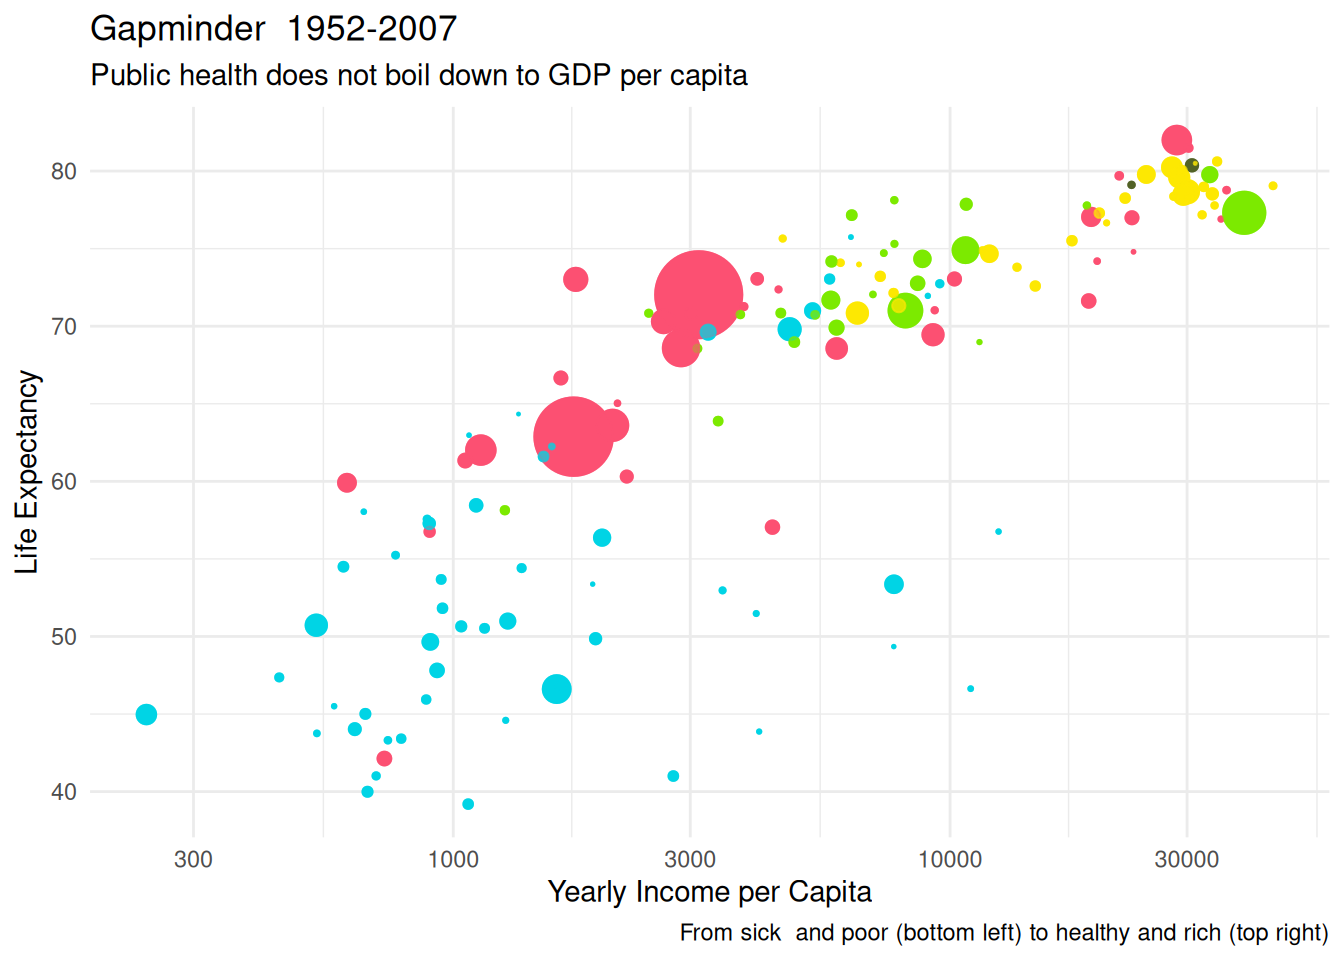 Gapminder  1952-2007
Public health does not boil down to GDP per capita
Life Expectancy
80
70
60
50
40
300 1000 3000 10000 30000
Yearly Income per Capita
From sick  and poor (bottom left) to healthy and rich (top right)